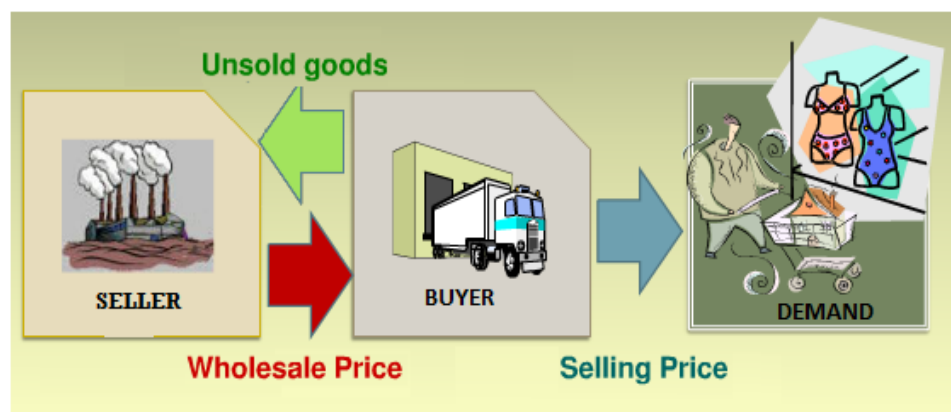 Unsold goods
SELLER
BUYER
DEMAND
Wholesale Price
Selling Price